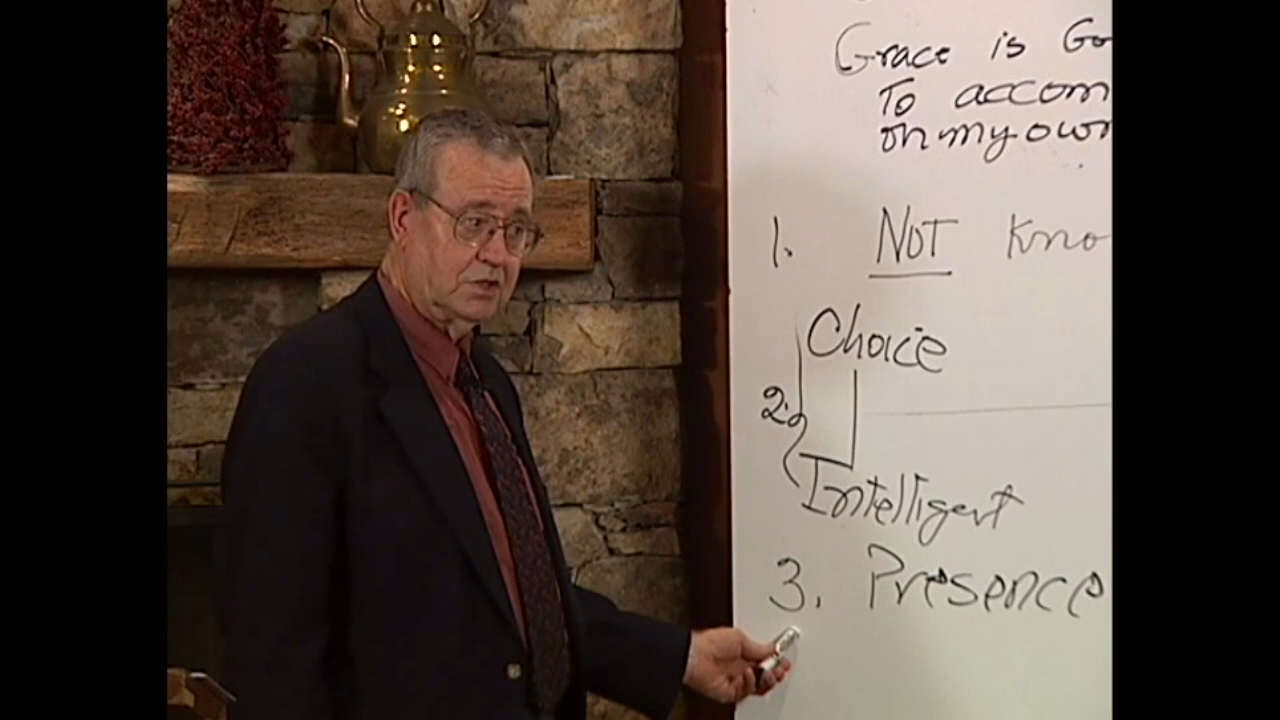 Grace is Go
To accom
on my own
1. NOT Kno
Choice
2.
Intelligent
3. Presence